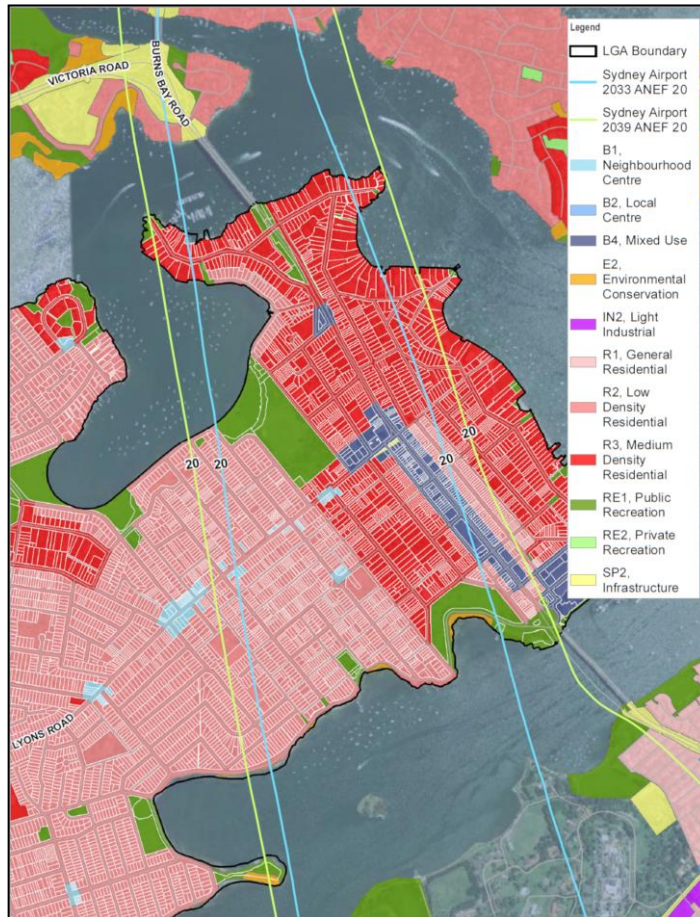 VICTORIA ROAD
BURNS BAY ROAD
20
20
20
20
LYONS ROAD
Legend
LGA Boundary
Sydney Airport
2033 ANEF 20
Sydney Airport
2039 ANEF 20
B1,
Neighbourhood
Centre
B2, Local
Centre
B4, Mixed Use
E2,
Environmental
Conservation
IN2, Light
Industrial
R1, General
Residential
R2, Low
Density
Residential
R3, Medium
Density
Residential
RE1, Public
Recreation
RE2, Private
Recreation
SP2,
Infrastructure